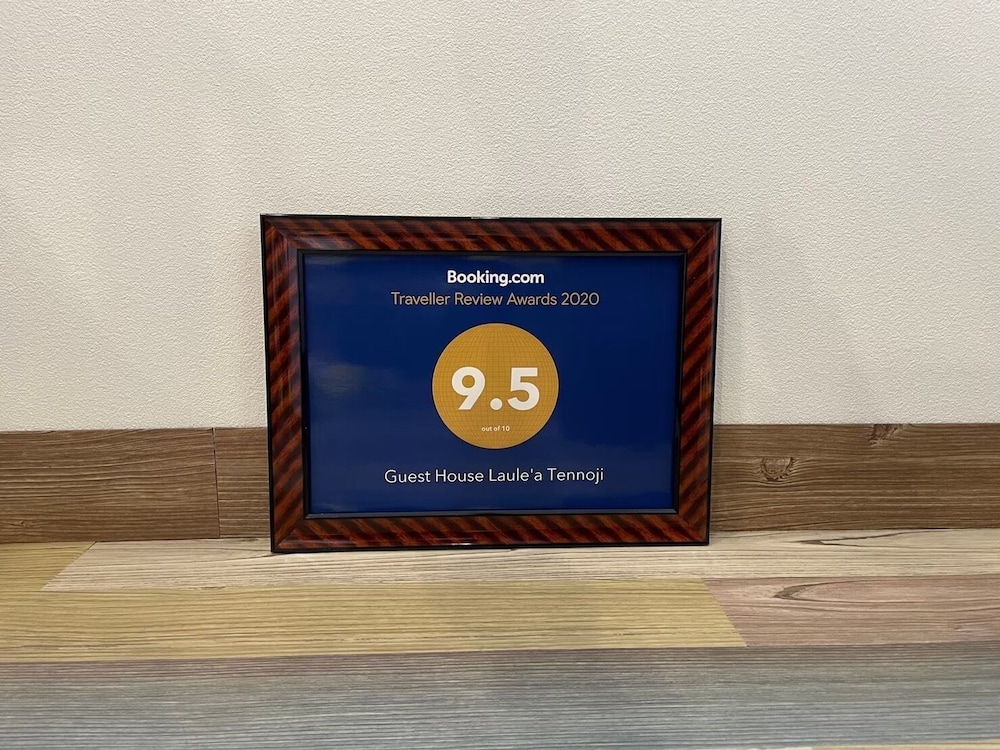 Booking.com
Traveller Review Awards 2020
9.5
out of 10
Guest House Laule'a Tennoji